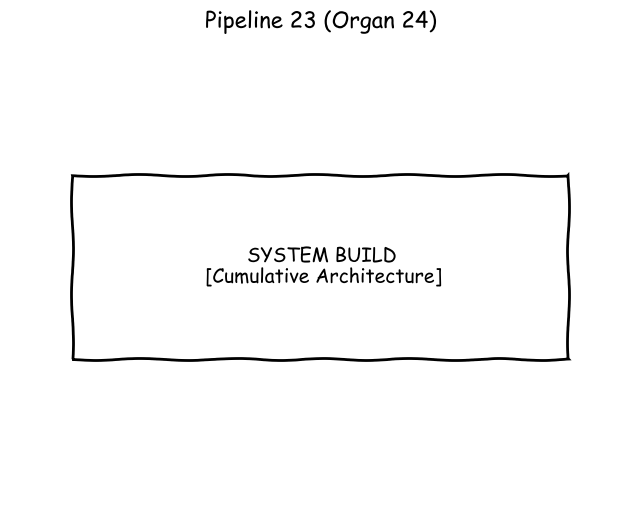 Pipeline 23 (Organ 24)
SYSTEM BUILD
[Cumulative Architecture]